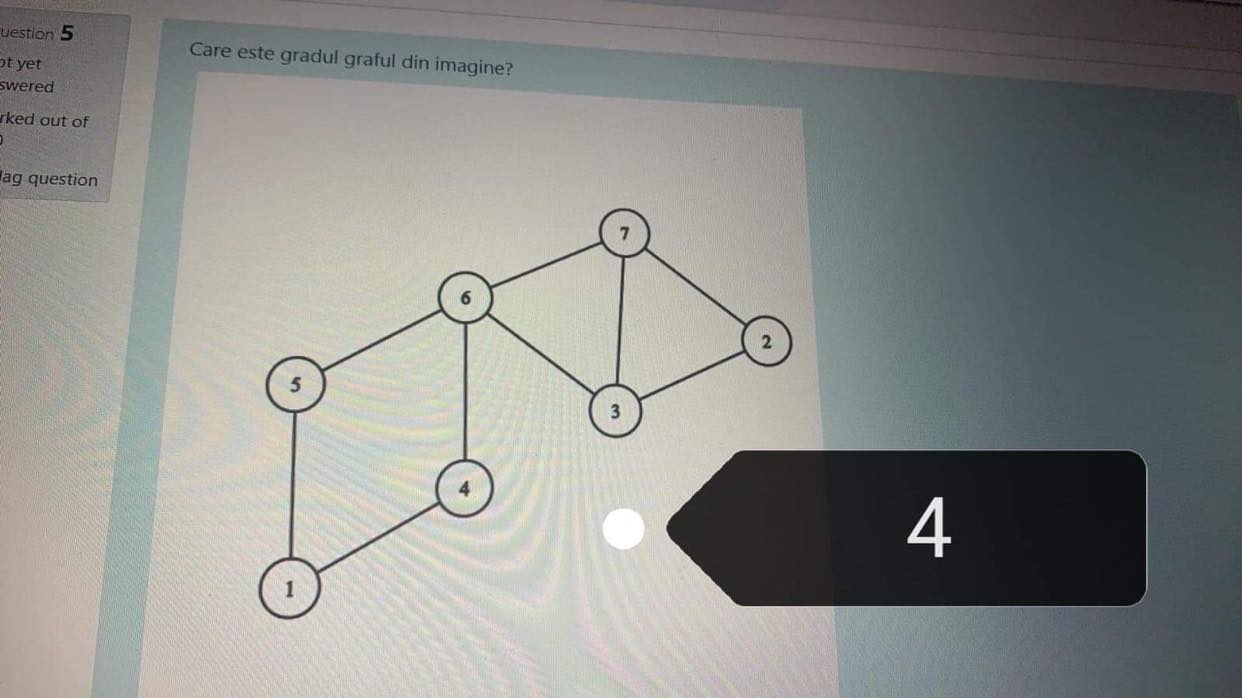 uestion 5
ot yet
swered
rked out of
lag question
Care este gradul graful din imagine?
7
6
2
5
3
4
4
1